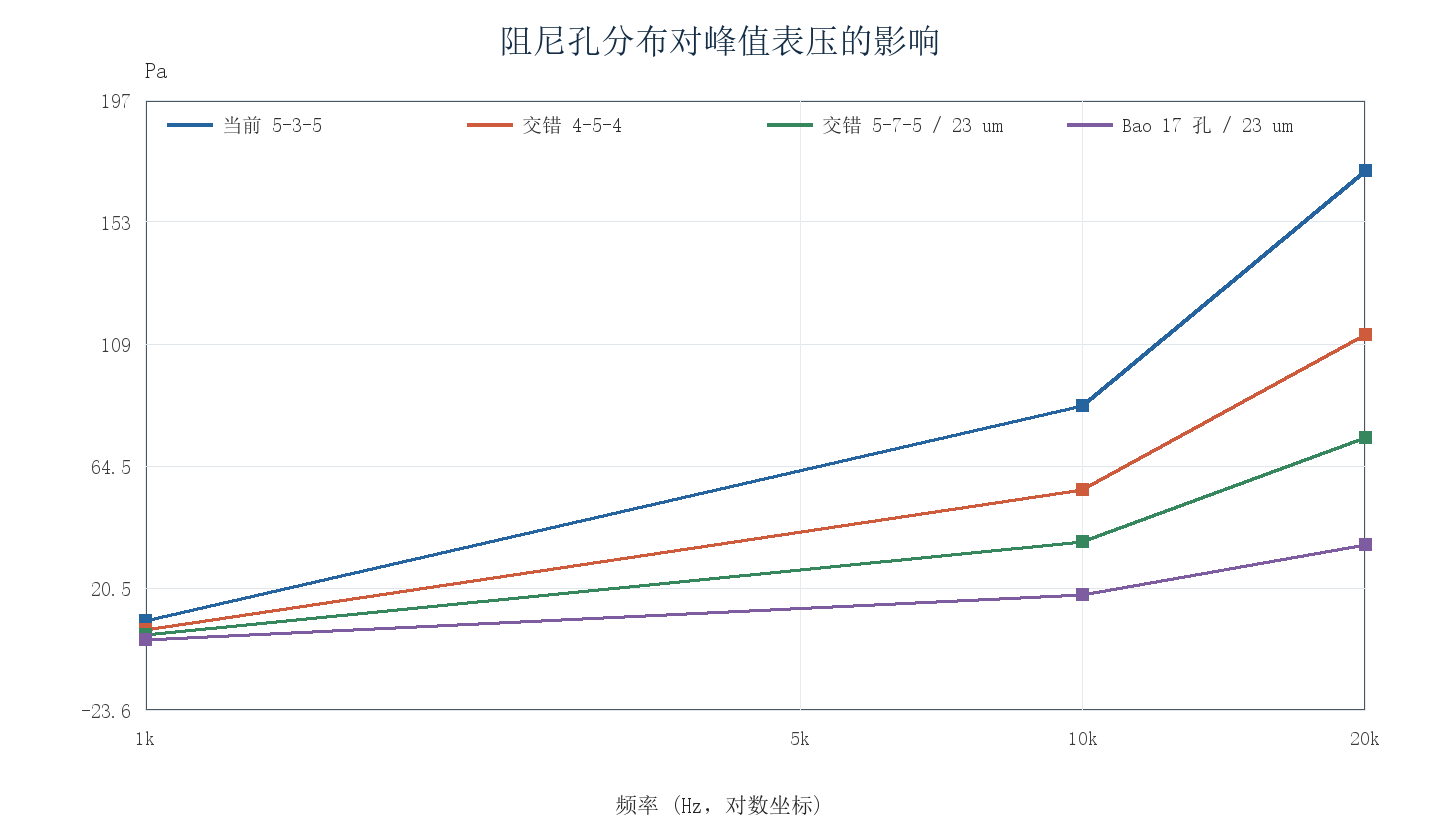 阻尼孔分布对峰值表压的影响
Pa
当前 5-3-5
交错 4-5-4
交错 5-7-5 / 23 um
Bao 17 孔 / 23 um
197
153
109
64.5
20.5
-23.6
1k
5k
10k
20k
频率 (Hz, 对数坐标)